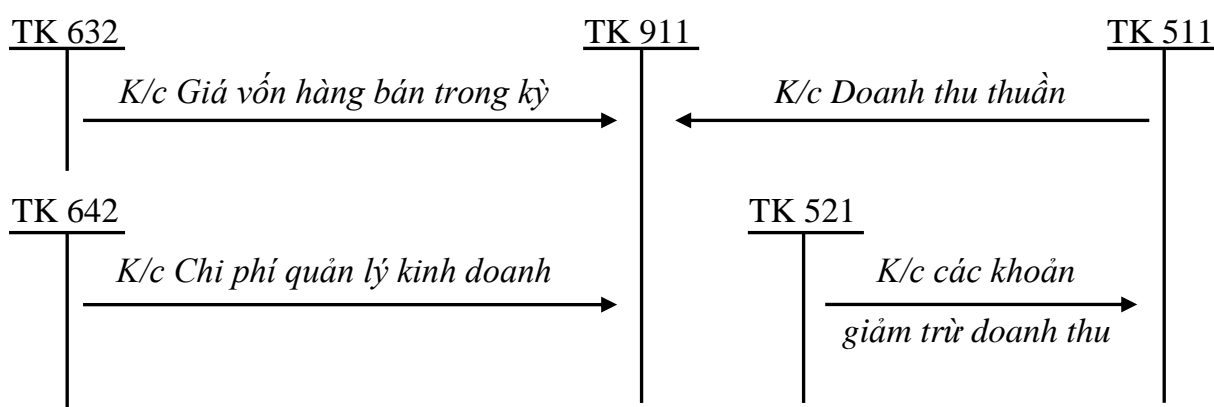 TK 632
TK 911
TK 511
K/c Giá vốn hàng bán trong kỳ
K/c Doanh thu thuần
TK 642
TK 521
K/c Chi phí quản lý kinh doanh
K/c các khoản
giảm trừ doanh thu